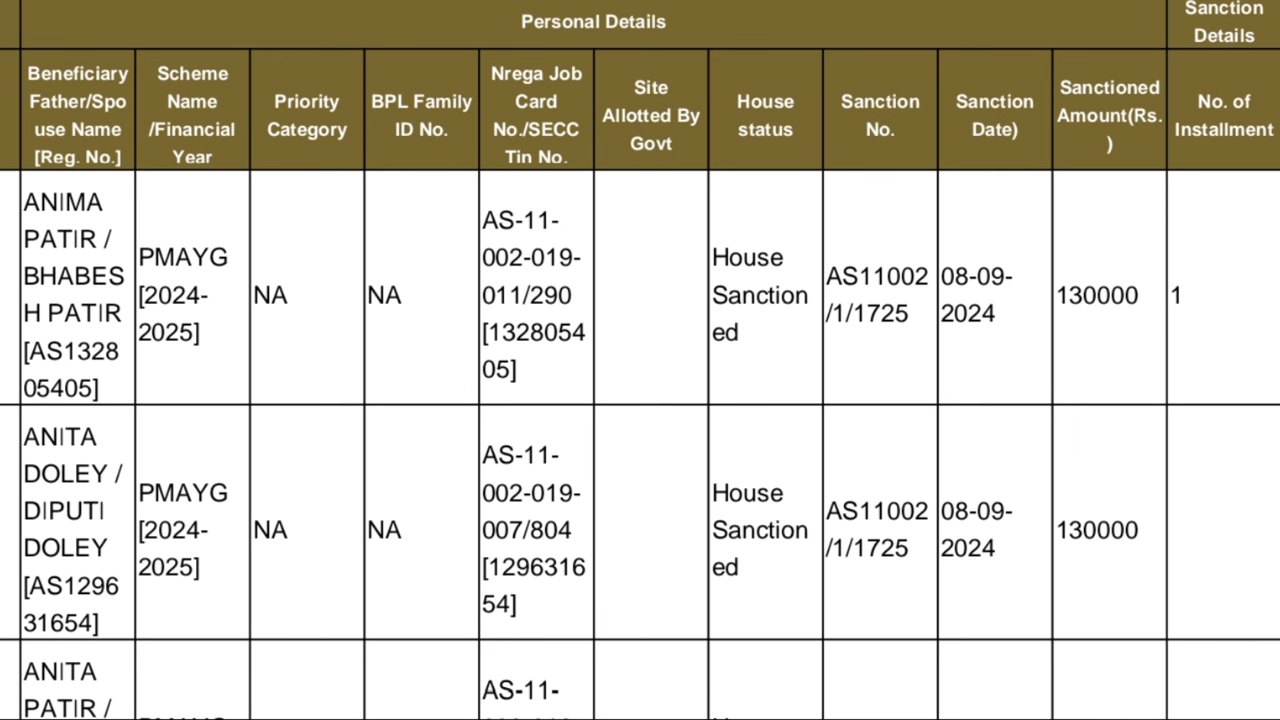 Personal Details
Sanction
Details
Beneficiary
Father/Spo
use Name
[Reg. No.]
Scheme
Name
/Financial
Year
Priority
Category
BPL Family
ID No.
Nrega Job
Card
No./SECC
Tin No.
Site
Allotted By
Govt
House
status
Sanction
No.
Sanction
Date)
Sanctioned
Amount(Rs.
)
No. of
Installment
ANIMA
PATIR /
BHABES
H PATIR
[AS1328
05405]
PMAYG
[2024-
2025]
NA
NA
AS-11-
002-019-
011/290
[1328054
05]
House
Sanction
ed
AS11002
/1/1725
08-09-
2024
130000
1
ANITA
DOLEY /
DIPUTI
DOLEY
[AS1296
31654]
PMAYG
[2024-
2025]
NA
NA
AS-11-
002-019-
007/804
[1296316
54]
House
Sanction
ed
AS11002
/1/1725
08-09-
2024
130000
ANITA
PATIR /
AS-11-